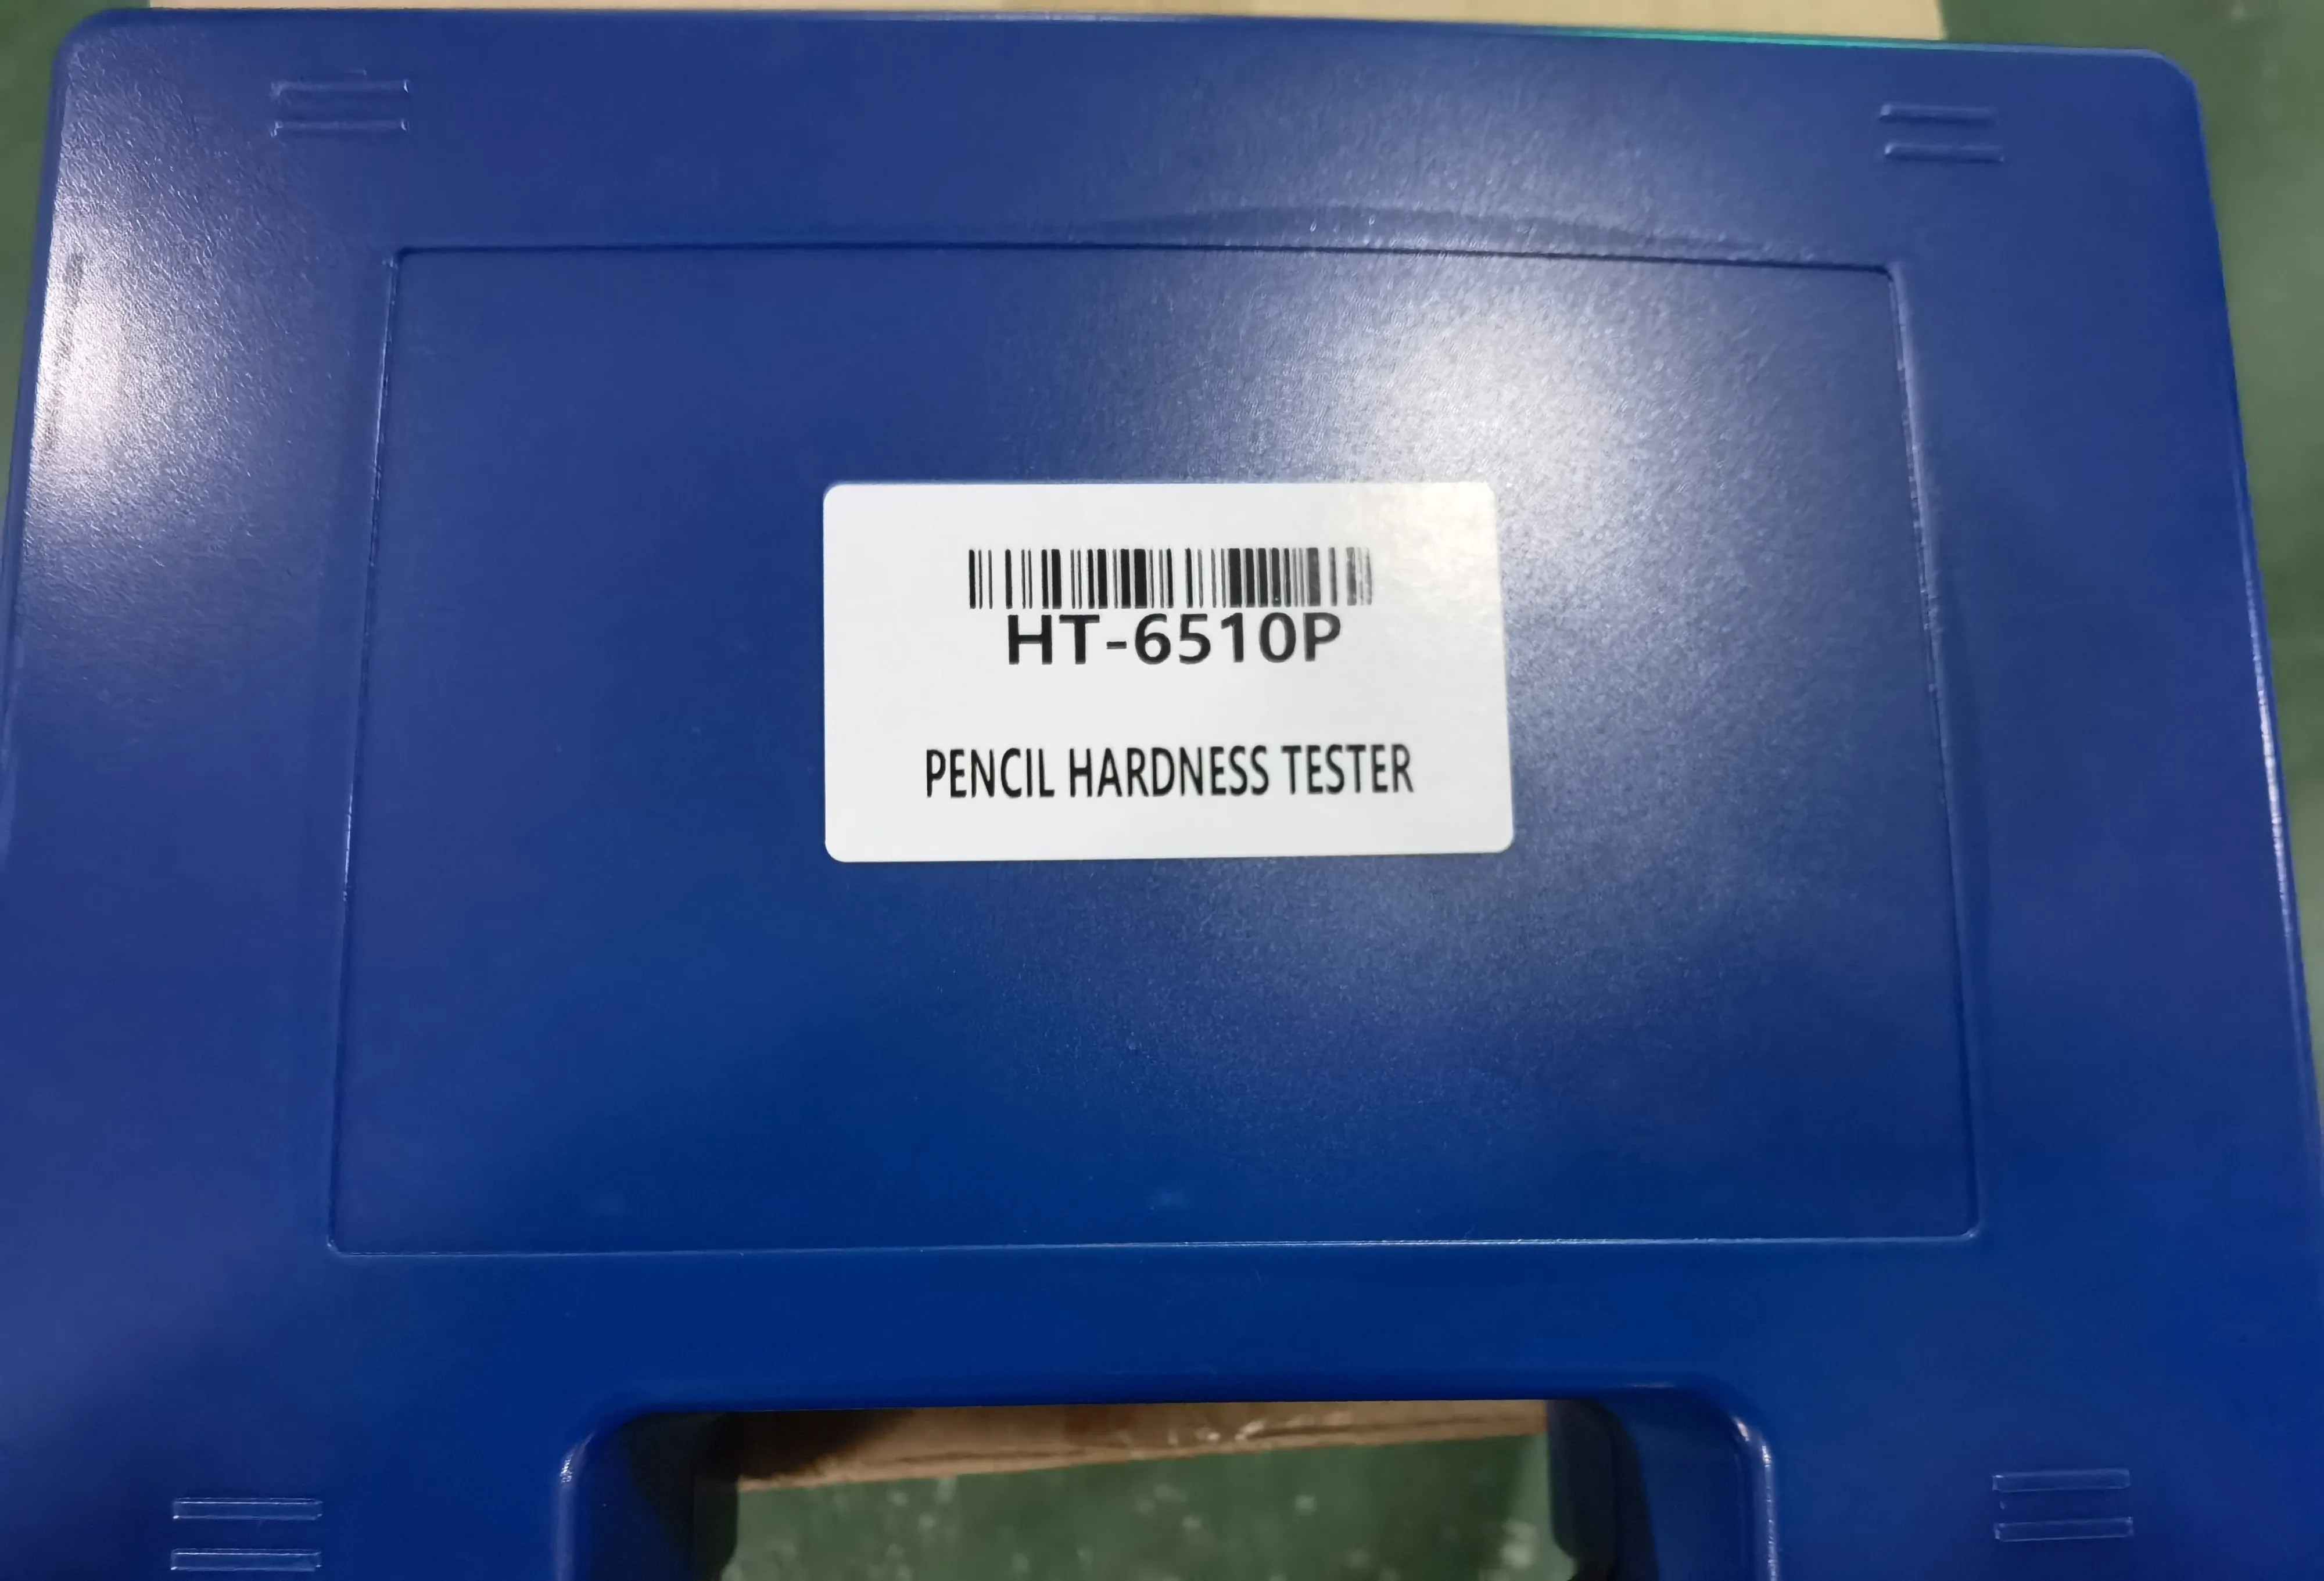 HT-6510P
PENCIL HARDNESS TESTER